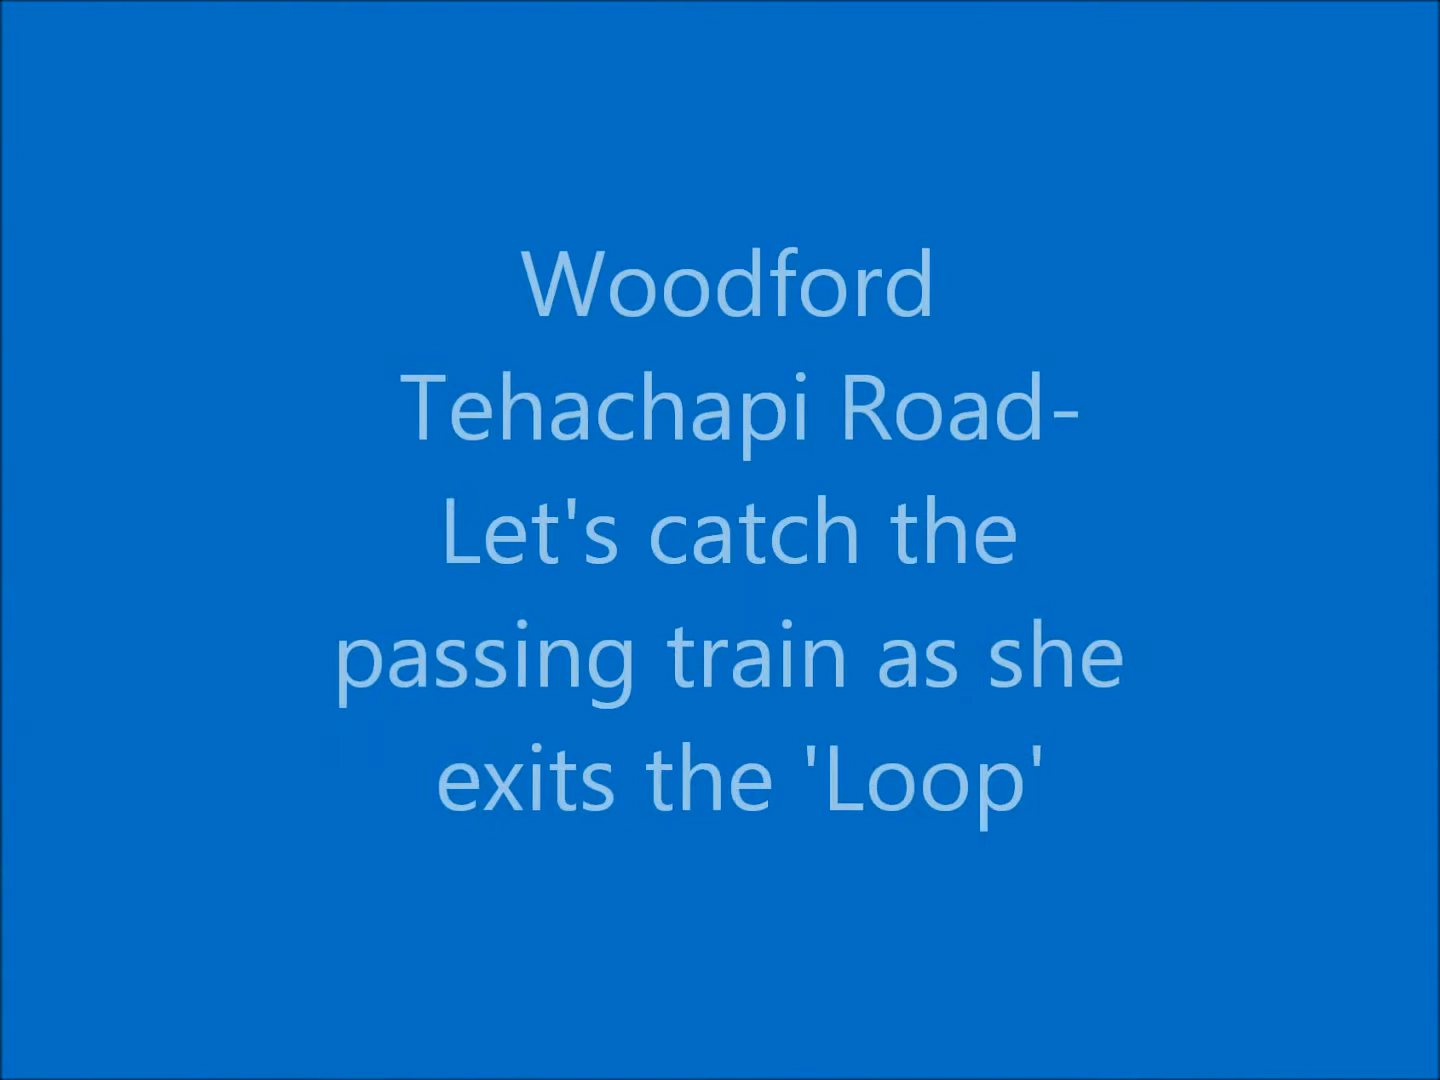 Woodford
Tehachapi Road-
Let's catch the
passing train as she
exits the 'Loop'